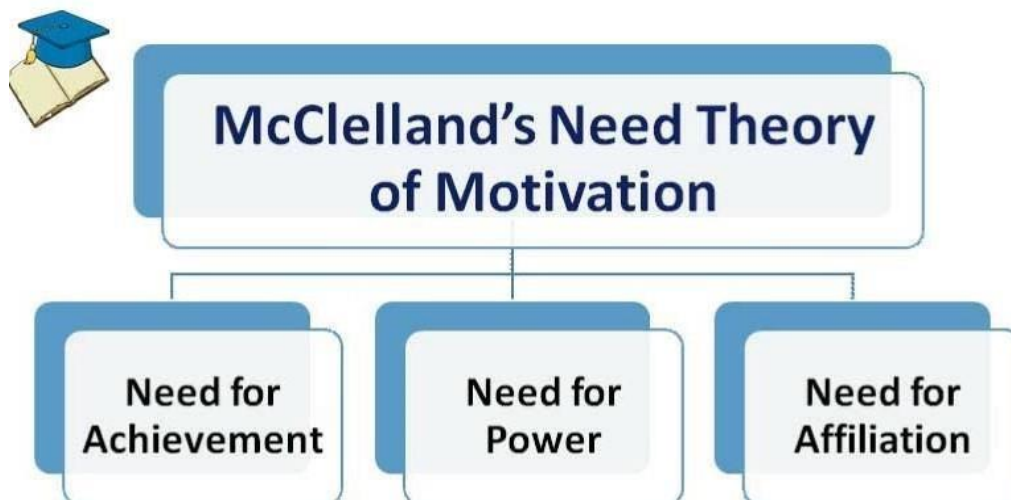 McClelland's Need Theory
of Motivation
Need for
Achievement
Need for
Power
Need for
Affiliation